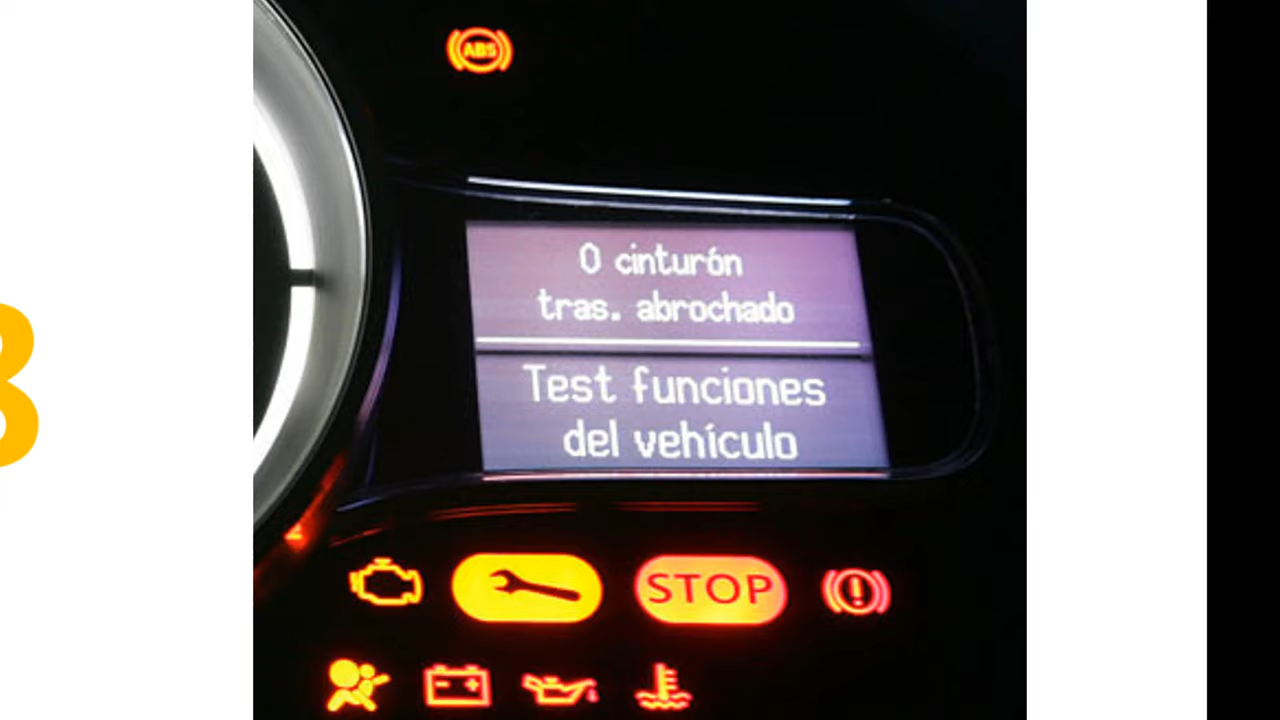 ABS
0 cinturón
tras. abrochado
Test funciones
del vehículo
STOP